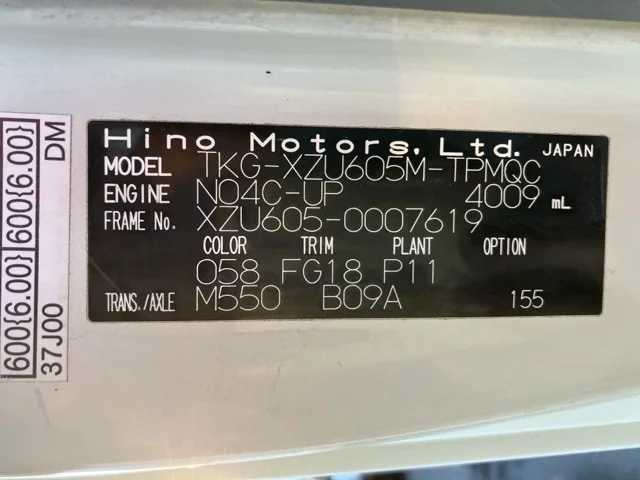 Hino Motors, Ltd. JAPAN
MODEL TKG-XZU605M-TPMQC
ENGINE N04C-UP 4009 mL
FRAME No. XZU605-0007619
COLOR TRIM PLANT OPTION
058 FG18 P11
TRANS./AXLE M550 B09A 155
600{6.00} 600{6.00}
37J00 DM